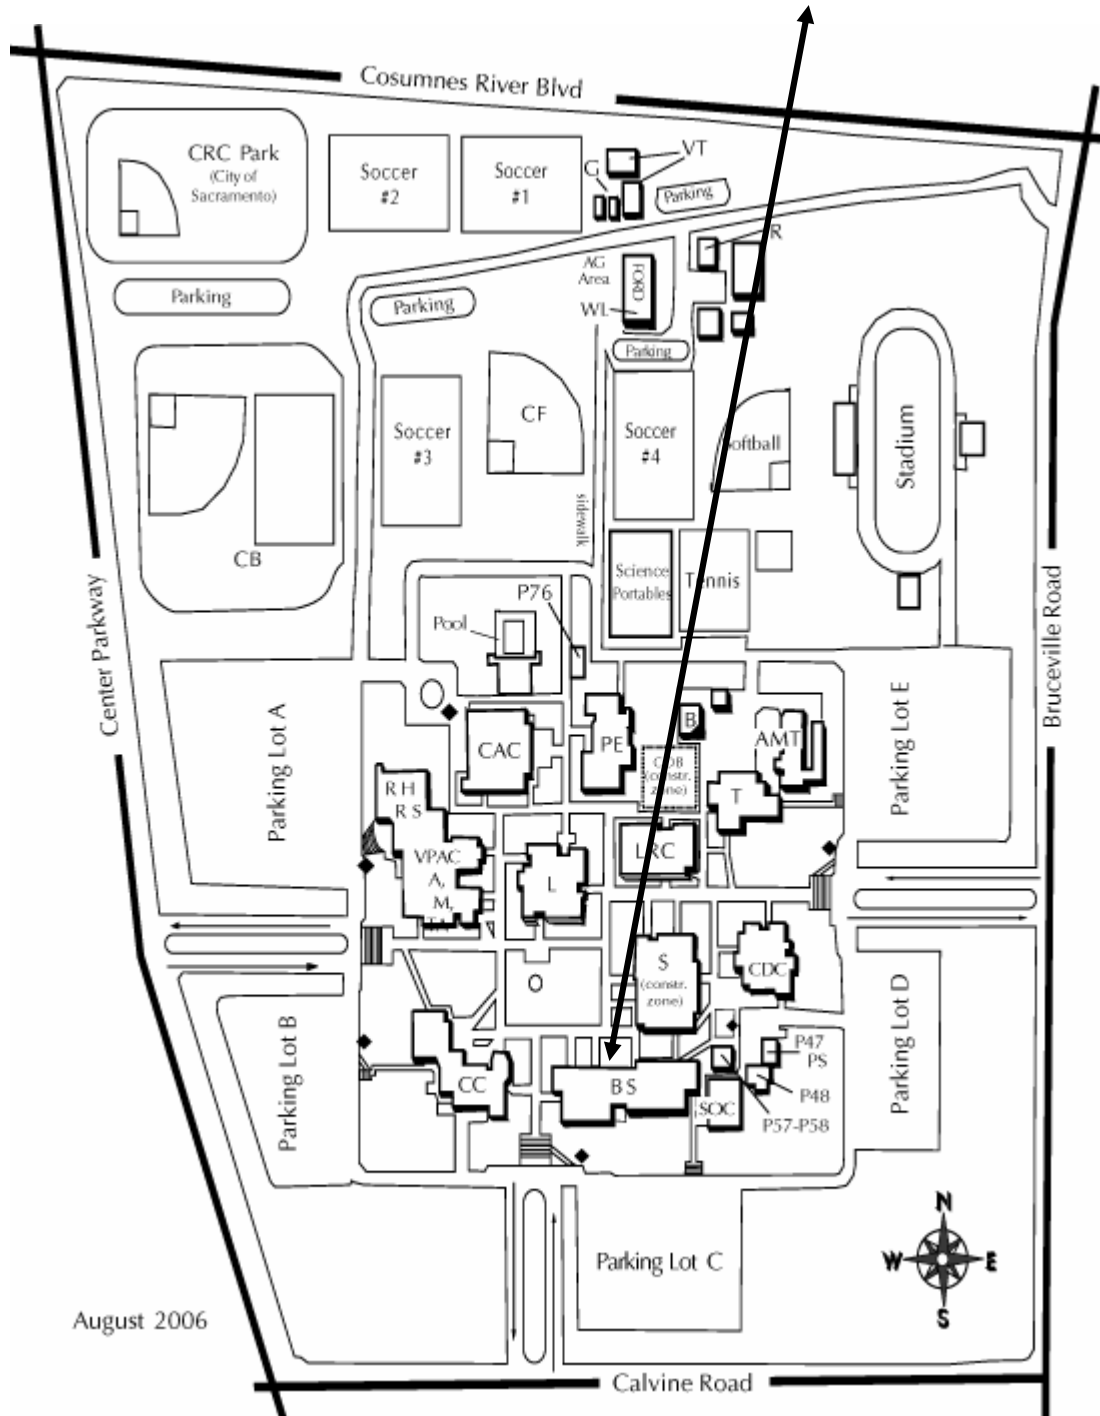 Cosumnes River Blvd
CRC Park
(City of
Sacramento)
Soccer
#2
Soccer
#1
VT
G
Parking
R
AG
Area
FORD
WL
Parking
Parking
Parking
CF
Soccer
#3
Soccer
#4
Softball
Stadium
sidewalk
CB
Science
Portables
Tennis
P76
Pool
Center Parkway
Bruceville Road
Parking Lot A
Parking Lot E
CAC
PE
B
AMT
(constr.
zone)
T
R H
R S
VPAC
A,
M,
L
LRC
S
(constr.
zone)
CDC
Parking Lot B
Parking Lot D
P47
PS
P48
P57-P58
CC
B S
SOC
Parking Lot C
N
W
E
S
August 2006
Calvine Road